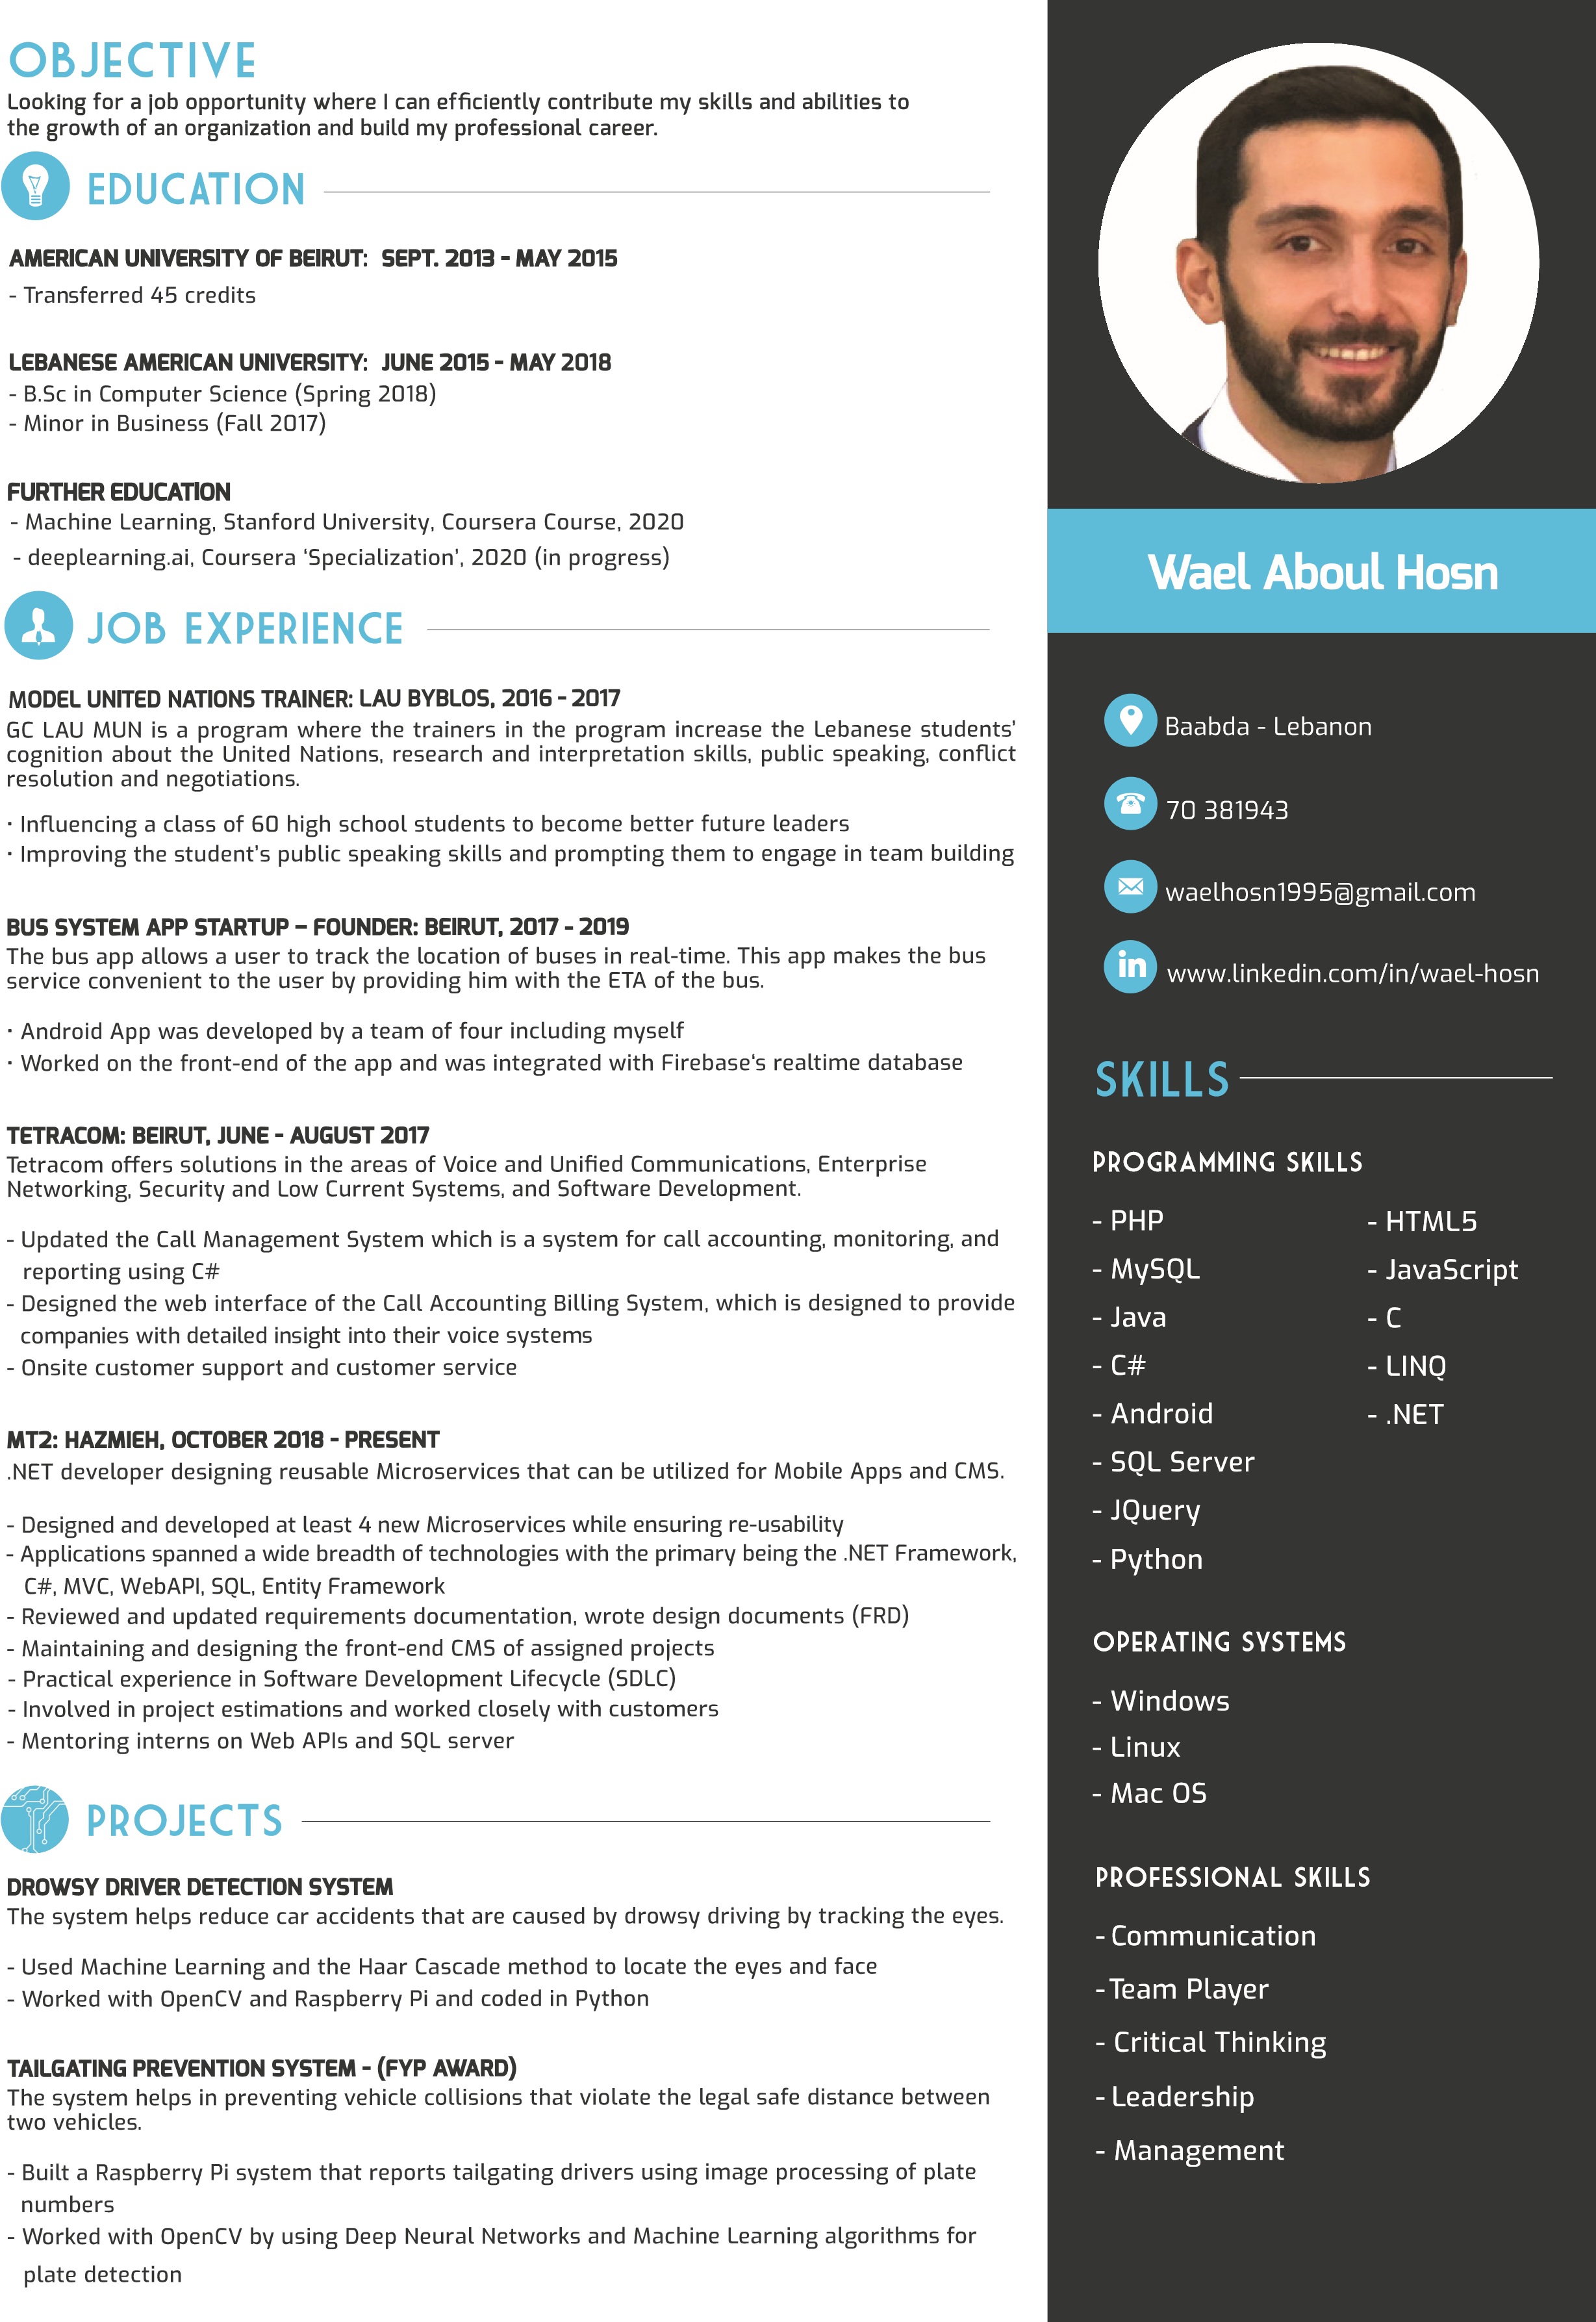 OBJECTIVE
Looking for a job opportunity where I can efficiently contribute my skills and abilities to
the growth of an organization and build my professional career.
EDUCATION
AMERICAN UNIVERSITY OF BEIRUT: SEPT. 2013 - MAY 2015
- Transferred 45 credits
LEBANESE AMERICAN UNIVERSITY: JUNE 2015 - MAY 2018
- B.Sc in Computer Science (Spring 2018)
- Minor in Business (Fall 2017)
FURTHER EDUCATION
- Machine Learning, Stanford University, Coursera Course, 2020
- deeplearning.ai, Coursera ‘Specialization’, 2020 (in progress)
JOB EXPERIENCE
MODEL UNITED NATIONS TRAINER: LAU BYBLOS, 2016 - 2017
GC LAU MUN is a program where the trainers in the program increase the Lebanese students’
cognition about the United Nations, research and interpretation skills, public speaking, conflict
resolution and negotiations.
· Influencing a class of 60 high school students to become better future leaders
· Improving the student’s public speaking skills and prompting them to engage in team building
BUS SYSTEM APP STARTUP – FOUNDER: BEIRUT, 2017 - 2019
The bus app allows a user to track the location of buses in real-time. This app makes the bus
service convenient to the user by providing him with the ETA of the bus.
· Android App was developed by a team of four including myself
· Worked on the front-end of the app and was integrated with Firebase‘s realtime database
TETRACOM: BEIRUT, JUNE - AUGUST 2017
Tetracom offers solutions in the areas of Voice and Unified Communications, Enterprise
Networking, Security and Low Current Systems, and Software Development.
- Updated the Call Management System which is a system for call accounting, monitoring, and
reporting using C#
- Designed the web interface of the Call Accounting Billing System, which is designed to provide
companies with detailed insight into their voice systems
- Onsite customer support and customer service
MT2: HAZMIEH, OCTOBER 2018 - PRESENT
.NET developer designing reusable Microservices that can be utilized for Mobile Apps and CMS.
- Designed and developed at least 4 new Microservices while ensuring re-usability
- Applications spanned a wide breadth of technologies with the primary being the .NET Framework,
C#, MVC, WebAPI, SQL, Entity Framework
- Reviewed and updated requirements documentation, wrote design documents (FRD)
- Maintaining and designing the front-end CMS of assigned projects
- Practical experience in Software Development Lifecycle (SDLC)
- Involved in project estimations and worked closely with customers
- Mentoring interns on Web APIs and SQL server
PROJECTS
DROWSY DRIVER DETECTION SYSTEM
The system helps reduce car accidents that are caused by drowsy driving by tracking the eyes.
- Used Machine Learning and the Haar Cascade method to locate the eyes and face
- Worked with OpenCV and Raspberry Pi and coded in Python
TAILGATING PREVENTION SYSTEM - (FYP AWARD)
The system helps in preventing vehicle collisions that violate the legal safe distance between
two vehicles.
- Built a Raspberry Pi system that reports tailgating drivers using image processing of plate
numbers
- Worked with OpenCV by using Deep Neural Networks and Machine Learning algorithms for
plate detection
Wael Aboul Hosn
Baabda - Lebanon
70 381943
waelhosn1995@gmail.com
in www.linkedin.com/in/wael-hosn
SKILLS
PROGRAMMING SKILLS
- PHP
- MySQL
- Java
- C#
- Android
- SQL Server
- JQuery
- Python
- HTML5
- JavaScript
- C
- LINQ
- .NET
OPERATING SYSTEMS
- Windows
- Linux
- Mac OS
PROFESSIONAL SKILLS
- Communication
- Team Player
- Critical Thinking
- Leadership
- Management